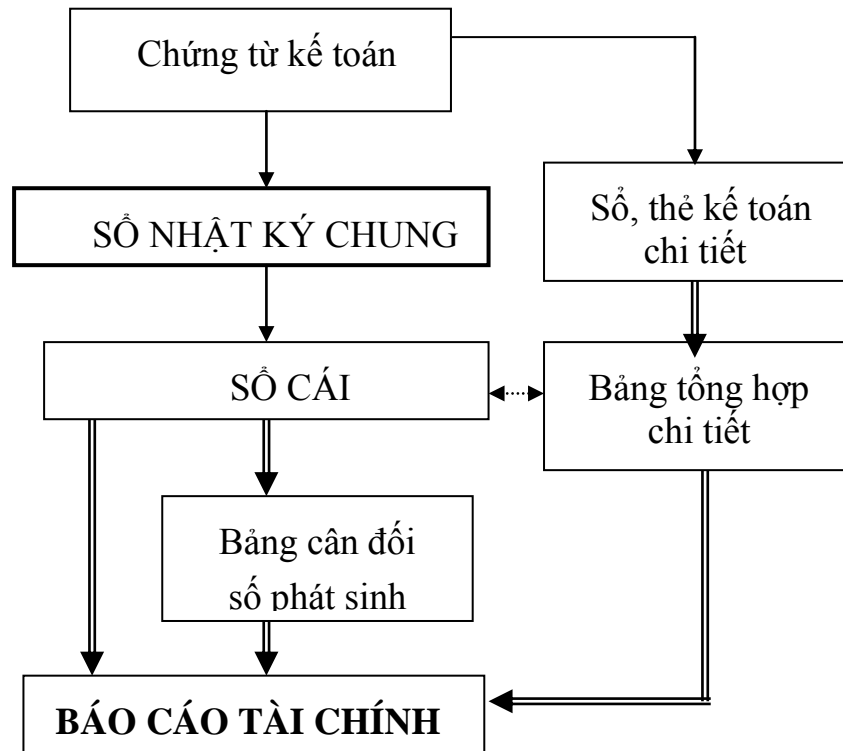 Chứng từ kế toán
SỔ NHẬT KÝ CHUNG
Sổ, thẻ kế toán
chi tiết
SỔ CÁI
Bảng tổng hợp
chi tiết
Bảng cân đối
số phát sinh
BÁO CÁO TÀI CHÍNH